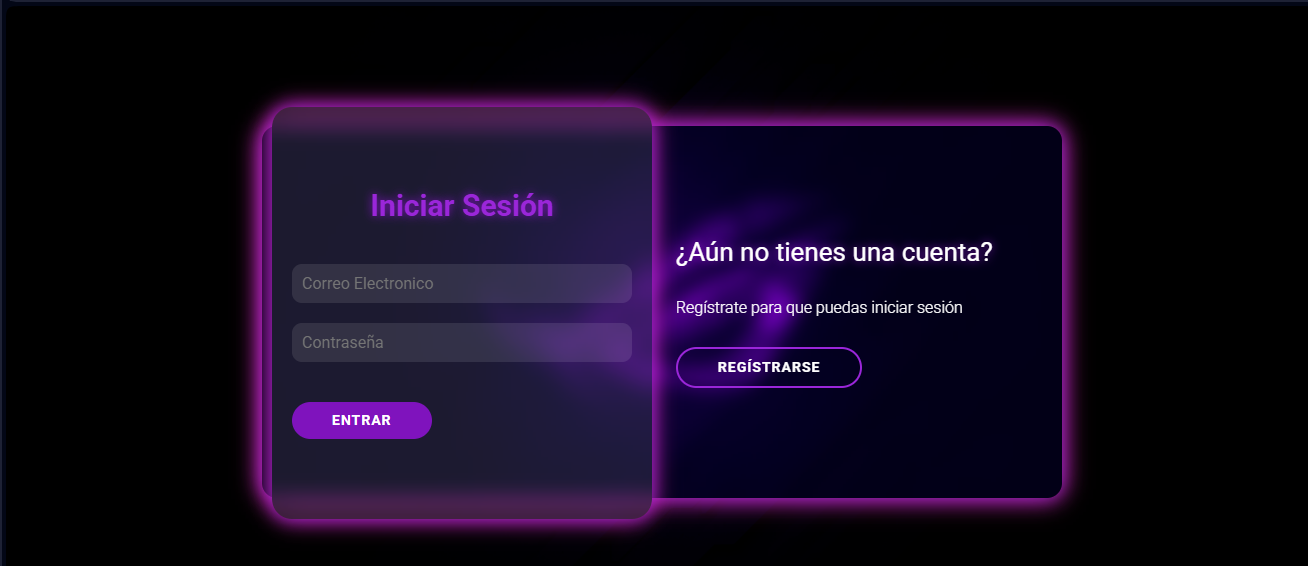 Iniciar Sesión
Correo Electronico
Contraseña
ENTRAR
¿Aún no tienes una cuenta?
Regístrate para que puedas iniciar sesión
REGÍSTRARSE